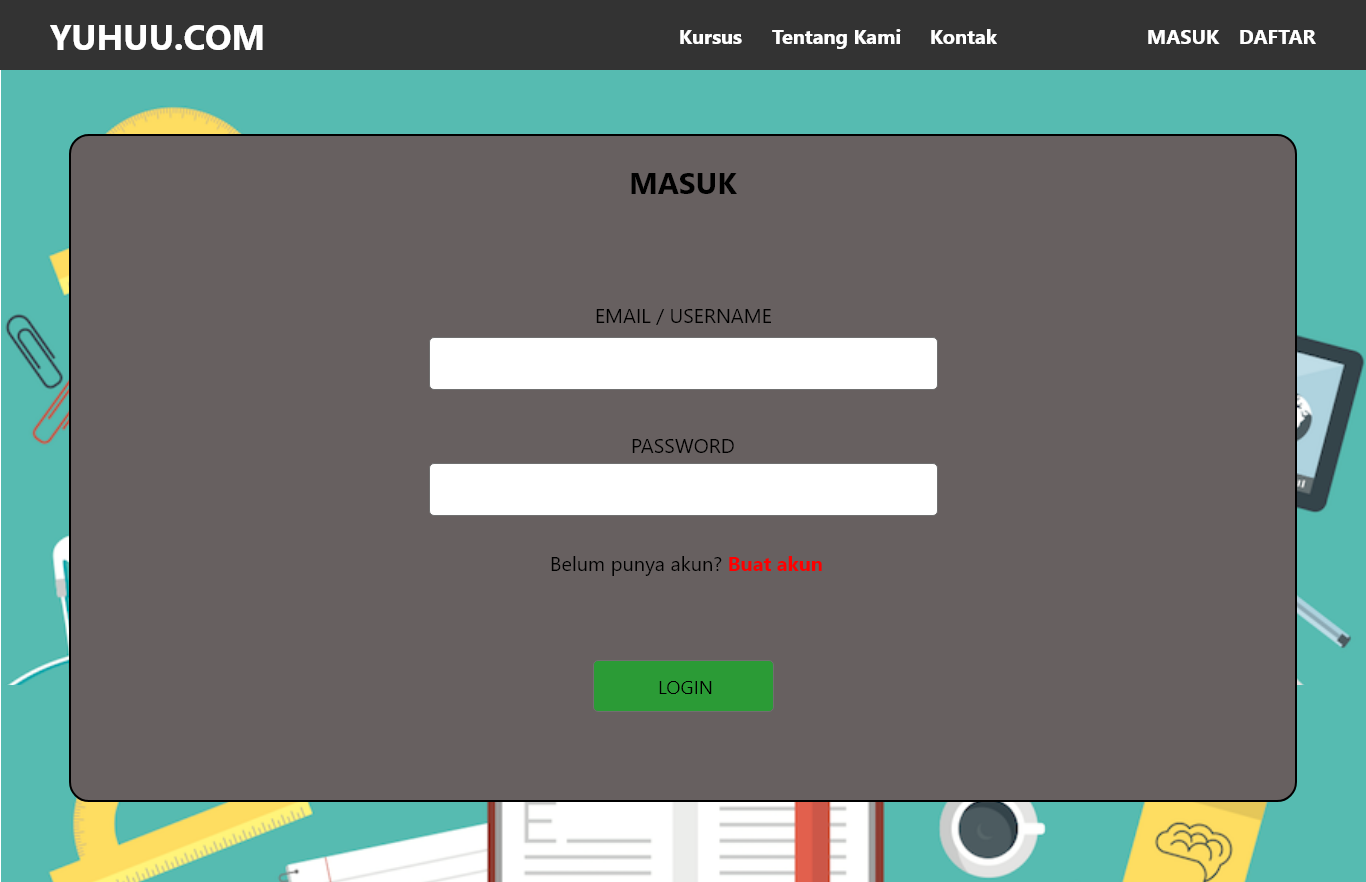 YUHUU.COM Kursus Tentang Kami Kontak MASUK DAFTAR
MASUK
EMAIL / USERNAME
PASSWORD
Belum punya akun? Buat akun
LOGIN